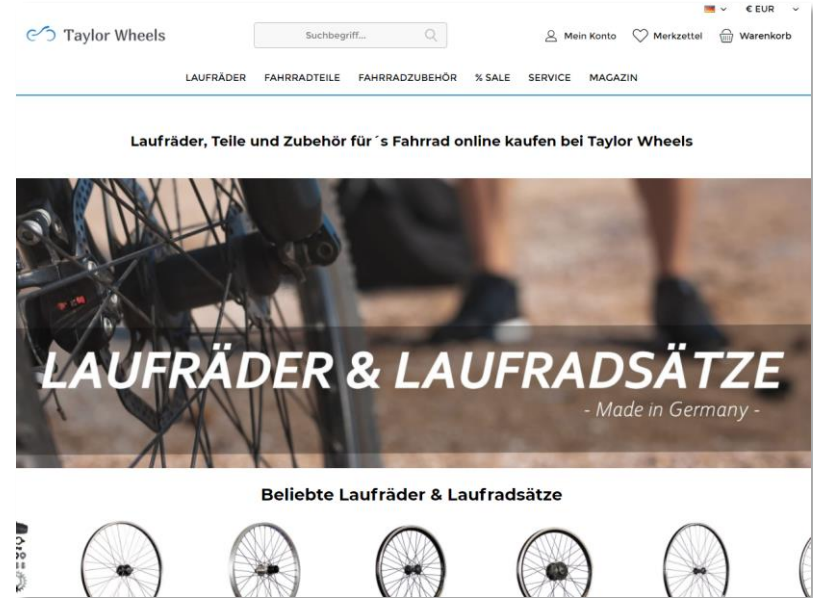 € EUR
Taylor Wheels
Suchbegriff...
Mein Konto
Merkzettel
Warenkorb
LAUFRÄDER FAHRRADTEILE FAHRRADZUBEHÖR % SALE SERVICE MAGAZIN
Laufräder, Teile und Zubehör für´s Fahrrad online kaufen bei Taylor Wheels
LAUFRÄDER & LAUFRADSÄTZE
- Made in Germany -
Beliebte Laufräder & Laufradsätze